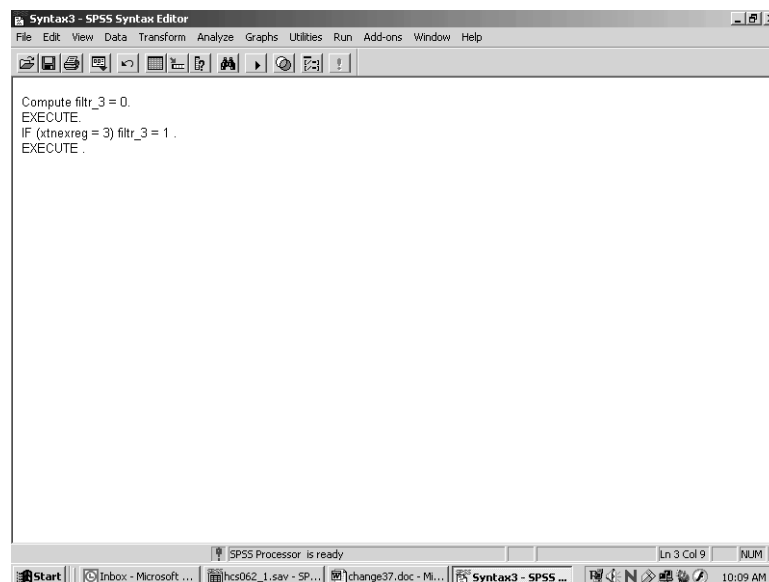 Syntax3 - SPSS Syntax Editor
File Edit View Data Transform Analyze Graphs Utilities Run Add-ons Window Help
Compute filtr_3 = 0.
EXECUTE.
IF (xtnexreg = 3) filtr_3 = 1 .
EXECUTE .
SPSS Processor is ready
Ln 3 Col 9
NUM
Start
Inbox - Microsoft ...
hcs062_1.sav - SP...
change37.doc - Mi...
Syntax3 - SPSS ...
10:09 AM